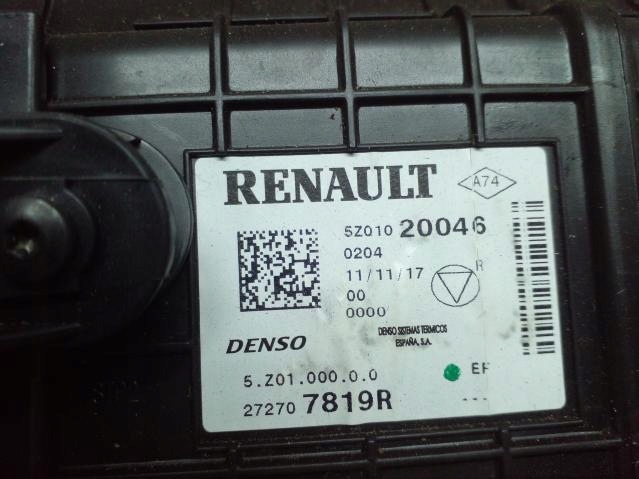 RENAULT
A74
5Z010 20046
0204
11/11/17
R
00
0000
DENSO SISTEMAS TERMICOS
ESPAÑA, S.A.
DENSO
5.Z01.000.0.0
27270 7819R